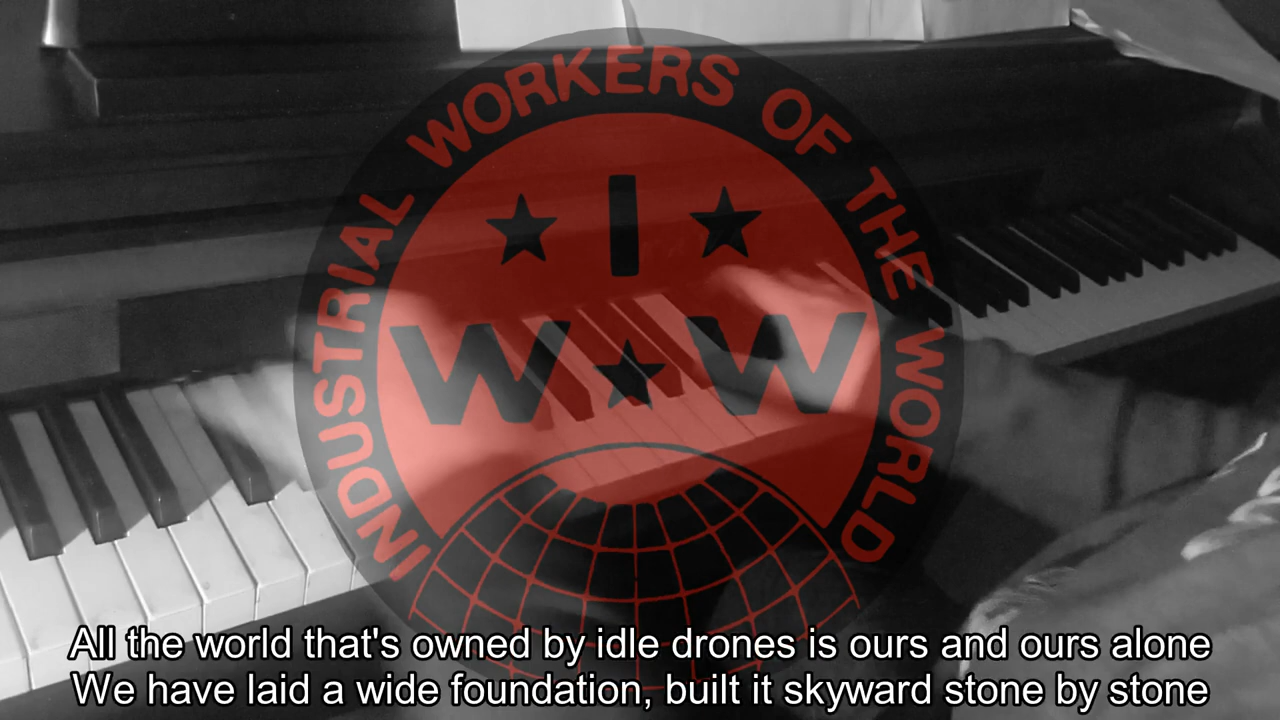 INDUSTRIAL WORKERS OF THE WORLD
I
W W
All the world that's owned by idle drones is ours and ours alone
We have laid a wide foundation, built it skyward stone by stone